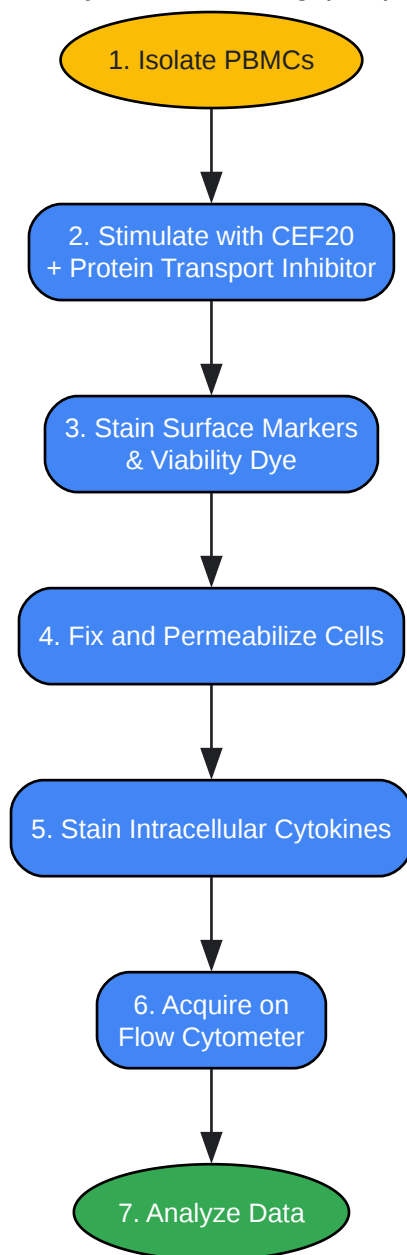 1. Isolate PBMCs
2. Stimulate with CEF20
+ Protein Transport Inhibitor
3. Stain Surface Markers
& Viability Dye
4. Fix and Permeabilize Cells
5. Stain Intracellular Cytokines
6. Acquire on
Flow Cytometer
7. Analyze Data